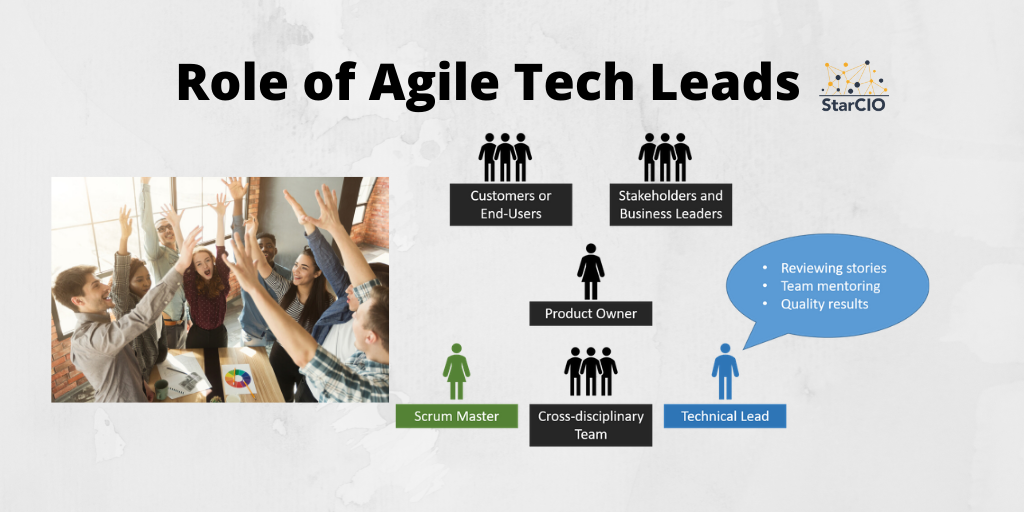 Role of Agile Tech Leads
StarCIO
Customers or
End-Users
Stakeholders and
Business Leaders
• Reviewing stories
• Team mentoring
• Quality results
Product Owner
Scrum Master
Cross-disciplinary
Team
Technical Lead